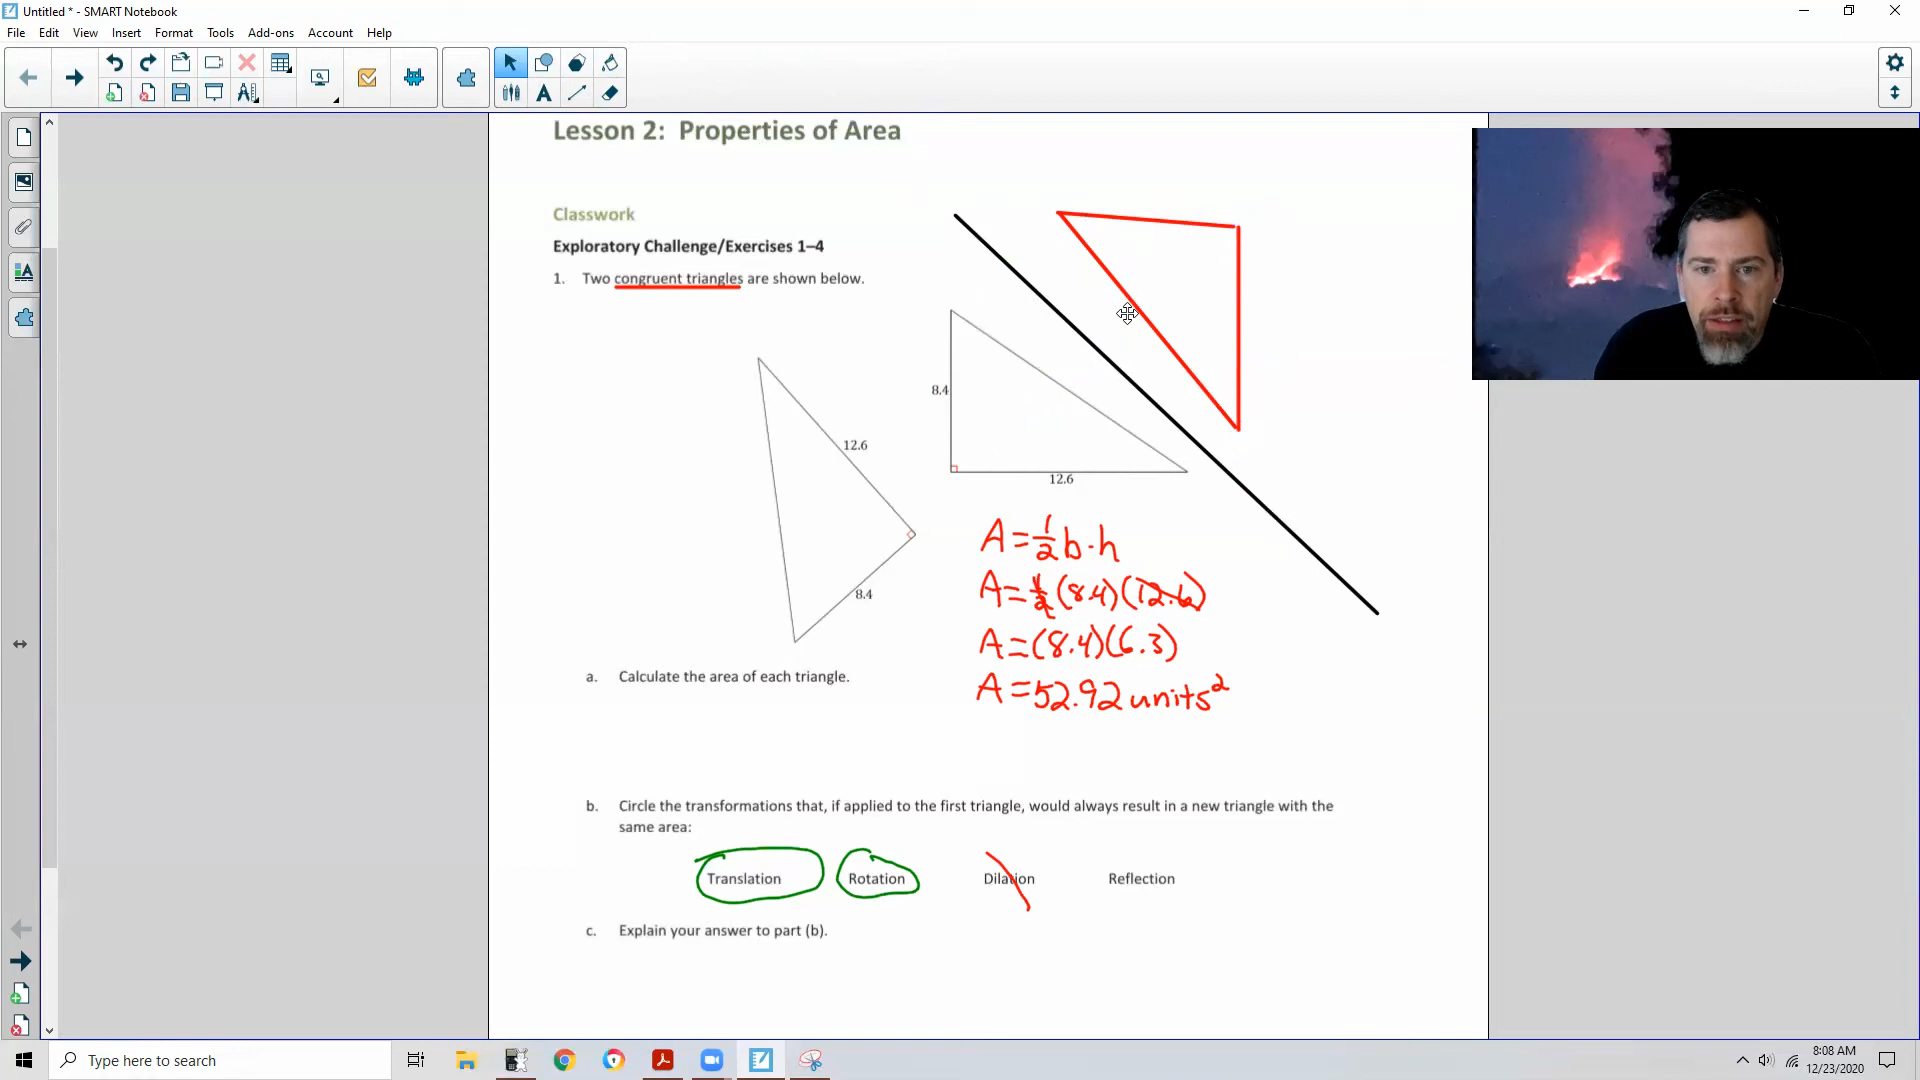 Untitled * - SMART Notebook
File Edit View Insert Format Tools Add-ons Account Help
Lesson 2: Properties of Area
Classwork
Exploratory Challenge/Exercises 1–4
1. Two congruent triangles are shown below.
8.4
12.6
12.6
8.4
A = 1/2 b · h
A = 1/2 (8.4)(12.6)
A = (8.4)(6.3)
A = 52.92 units²
a. Calculate the area of each triangle.
b. Circle the transformations that, if applied to the first triangle, would always result in a new triangle with the
same area:
Translation Rotation Dilation Reflection
c. Explain your answer to part (b).
Type here to search
8:08 AM
12/23/2020